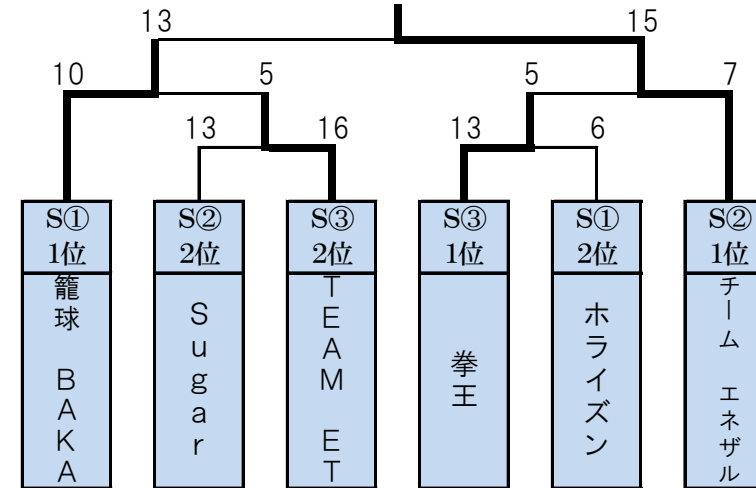 13 15
10 5 5 7
13 16 13 6
S①
1位
籠球 BAKA
S②
2位
Sugar
S③
2位
TEAM ET
S③
1位
拳王
S①
2位
ホライズン
S②
1位
チーム エネザル